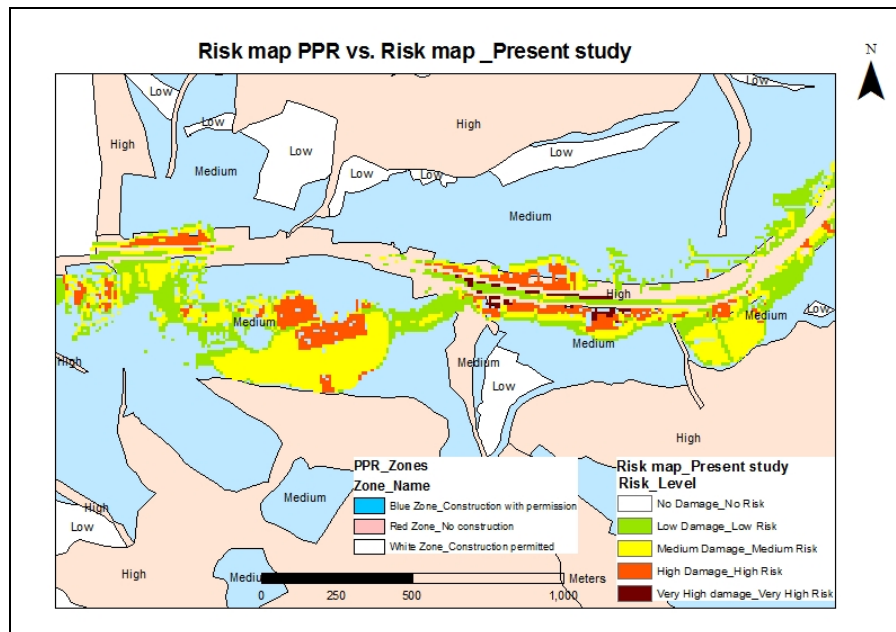 Risk map PPR vs. Risk map _Present study
N
Low
Low
Low
High
High
Low
Low
Medium
Low
Low
Medium
High
Medium
Medium
Low
Medium
High
Medium
Low
High
PPR_Zones
Zone_Name
Blue Zone_Construction with permission
Red Zone_No construction
White Zone_Construction permitted
Risk map_Present study
Risk_Level
No Damage_No Risk
Low Damage_Low Risk
Medium Damage_Medium Risk
High Damage_High Risk
Very High damage_Very High Risk
Medium
High
Low
High
Meters
0
250
500
1,000